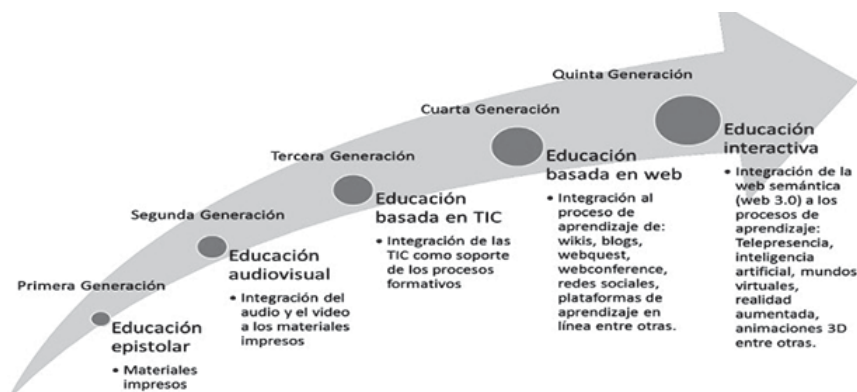 Primera Generación
Educación
epistolar
• Materiales
impresos
Segunda Generación
Educación
audiovisual
• Integración del
audio y el video
a los materiales
impresos
Tercera Generación
Educación
basada en TIC
• Integración de las
TIC como soporte
de los procesos
formativos
Cuarta Generación
Educación
basada en web
• Integración al
proceso de
aprendizaje de:
wikis, blogs,
webquest,
webconference,
redes sociales,
plataformas de
aprendizaje en
línea entre otras.
Quinta Generación
Educación
interactiva
• Integración de la
web semántica
(web 3.0) a los
procesos de
aprendizaje:
Telepresencia,
inteligencia
artificial, mundos
virtuales,
realidad
aumentada,
animaciones 3D
entre otras.